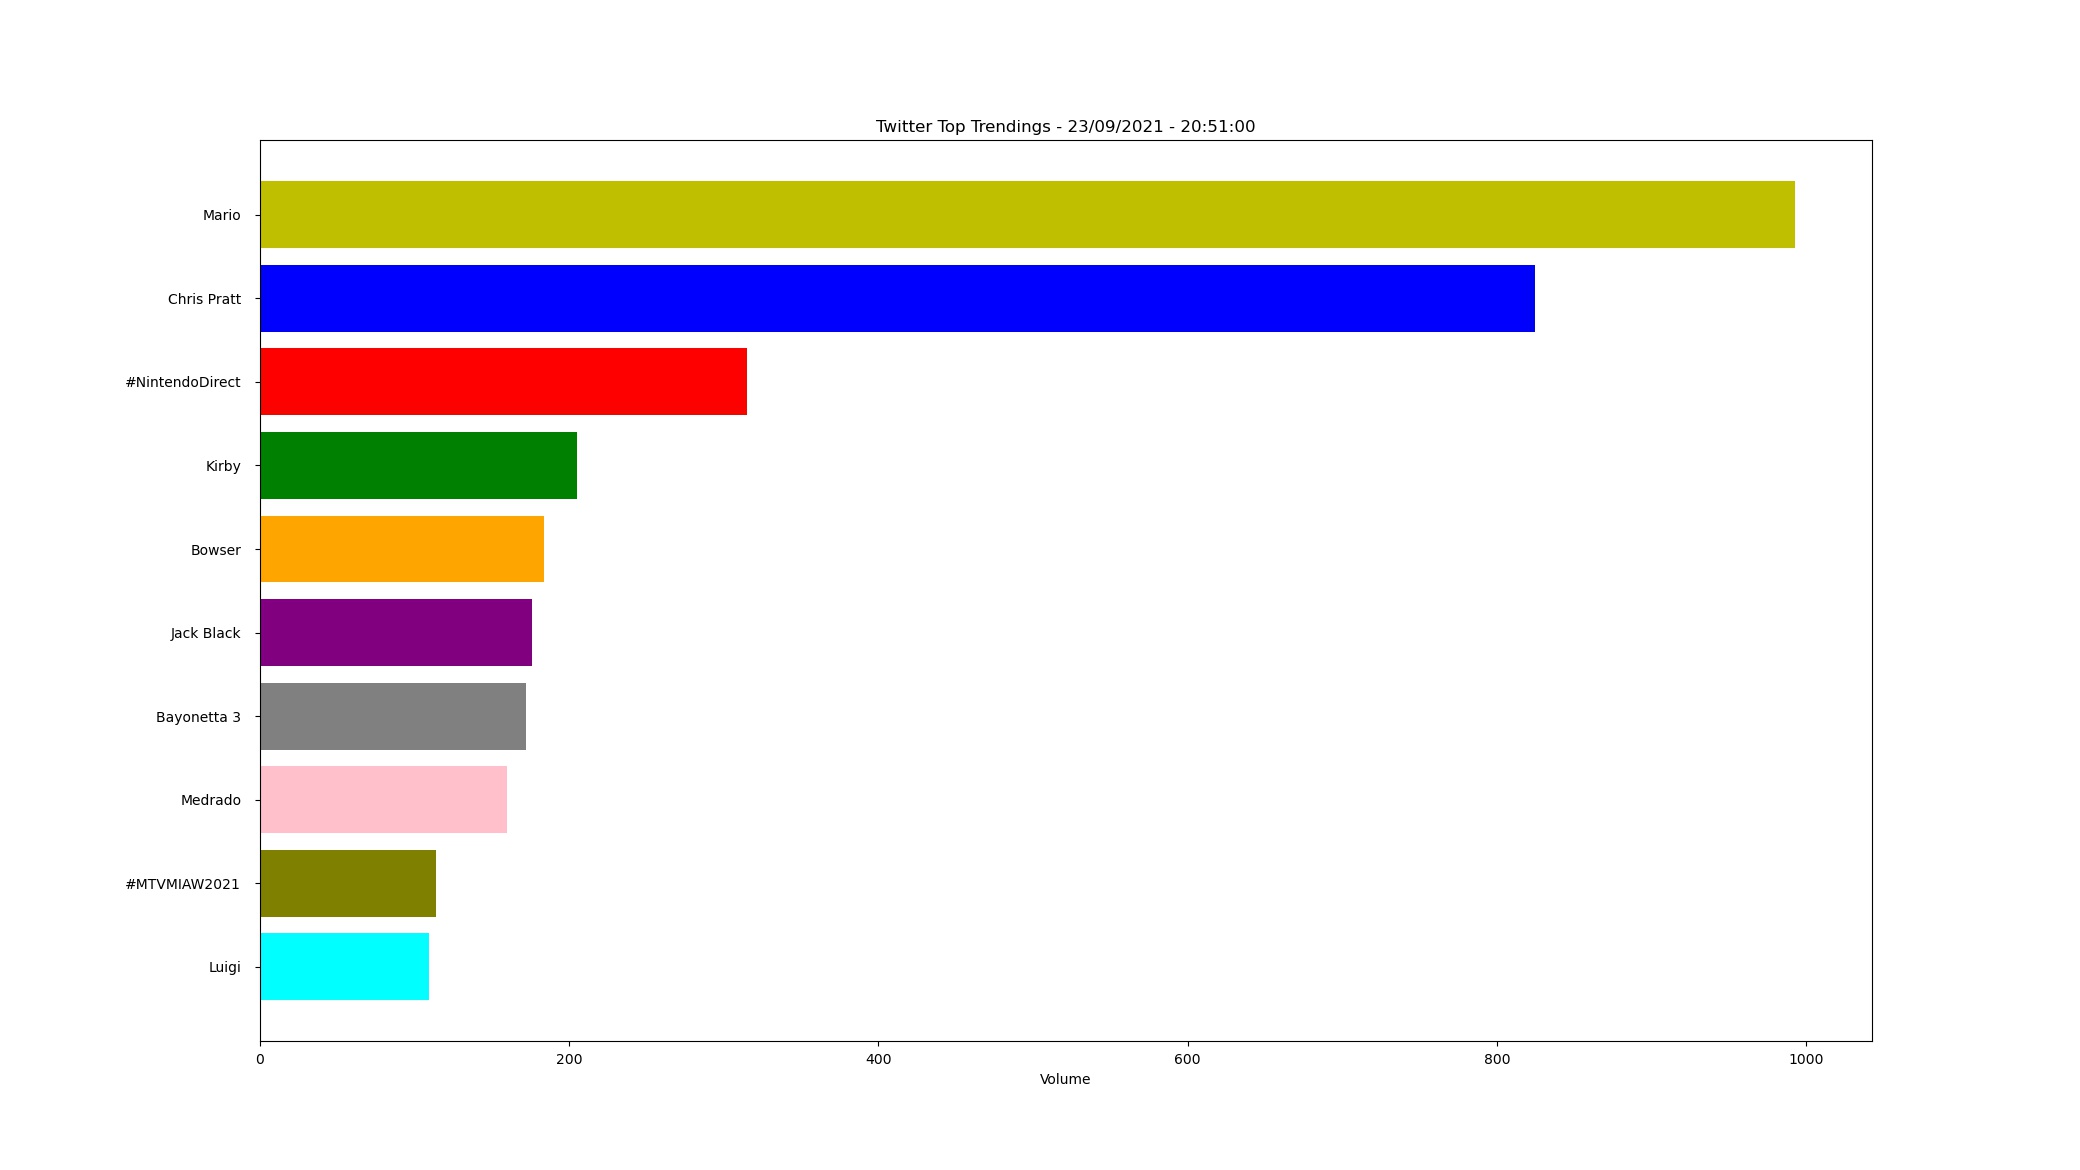 Twitter Top Trendings - 23/09/2021 - 20:51:00
Mario
Chris Pratt
#NintendoDirect
Kirby
Bowser
Jack Black
Bayonetta 3
Medrado
#MTVMIAW2021
Luigi
0 200 400 600 800 1000
Volume